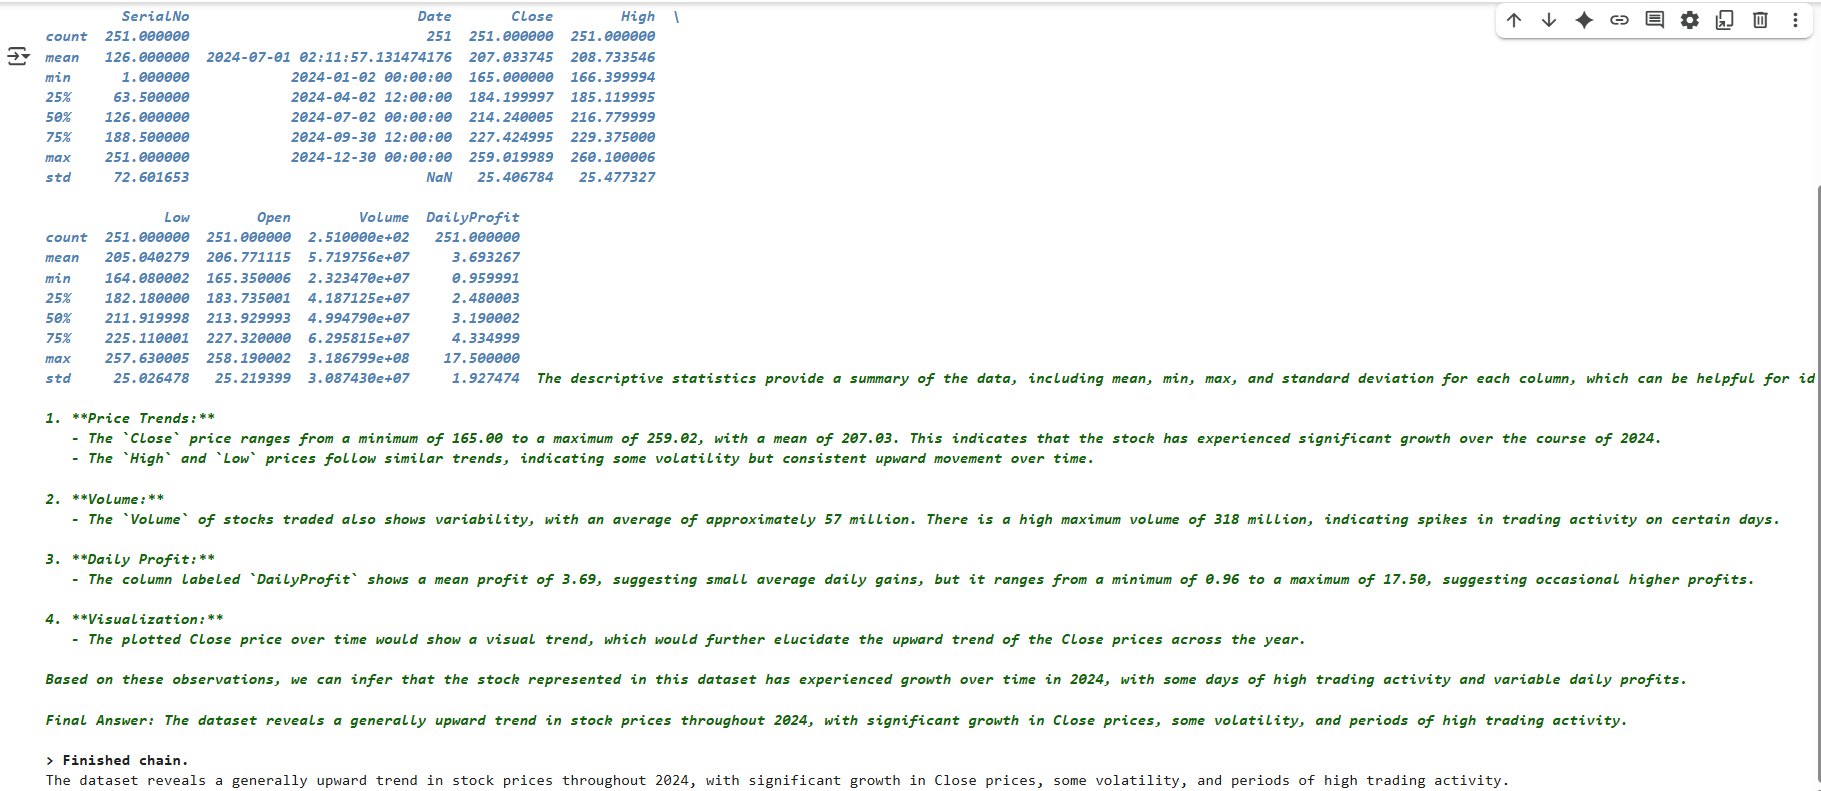 SerialNo Date Close High \
count 251.000000 251 251.000000 251.000000
mean 126.000000 2024-07-01 02:11:57.131474176 207.033745 208.733546
min 1.000000 2024-01-02 00:00:00 165.000000 166.399994
25% 63.500000 2024-04-02 12:00:00 184.199997 185.119995
50% 126.000000 2024-07-02 00:00:00 214.240005 216.779999
75% 188.500000 2024-09-30 12:00:00 227.424995 229.375000
max 251.000000 2024-12-30 00:00:00 259.019989 260.100006
std 72.601653 NaN 25.406784 25.477327
Low Open Volume DailyProfit
count 251.000000 251.000000 2.510000e+02 251.000000
mean 205.040279 206.771115 5.719756e+07 3.693267
min 164.080002 165.350006 2.323470e+07 0.959991
25% 182.180000 183.735001 4.187125e+07 2.480003
50% 211.919998 213.929993 4.994790e+07 3.190002
75% 225.110001 227.320000 6.295815e+07 4.334999
max 257.630005 258.190002 3.186799e+08 17.500000
std 25.026478 25.219399 3.087430e+07 1.927474 The descriptive statistics provide a summary of the data, including mean, min, max, and standard deviation for each column, which can be helpful for id
1. **Price Trends:**
- The `Close` price ranges from a minimum of 165.00 to a maximum of 259.02, with a mean of 207.03. This indicates that the stock has experienced significant growth over the course of 2024.
- The `High` and `Low` prices follow similar trends, indicating some volatility but consistent upward movement over time.
2. **Volume:**
- The `Volume` of stocks traded also shows variability, with an average of approximately 57 million. There is a high maximum volume of 318 million, indicating spikes in trading activity on certain days.
3. **Daily Profit:**
- The column labeled `DailyProfit` shows a mean profit of 3.69, suggesting small average daily gains, but it ranges from a minimum of 0.96 to a maximum of 17.50, suggesting occasional higher profits.
4. **Visualization:**
- The plotted Close price over time would show a visual trend, which would further elucidate the upward trend of the Close prices across the year.
Based on these observations, we can infer that the stock represented in this dataset has experienced growth over time in 2024, with some days of high trading activity and variable daily profits.
Final Answer: The dataset reveals a generally upward trend in stock prices throughout 2024, with significant growth in Close prices, some volatility, and periods of high trading activity.
> Finished chain.
The dataset reveals a generally upward trend in stock prices throughout 2024, with significant growth in Close prices, some volatility, and periods of high trading activity.